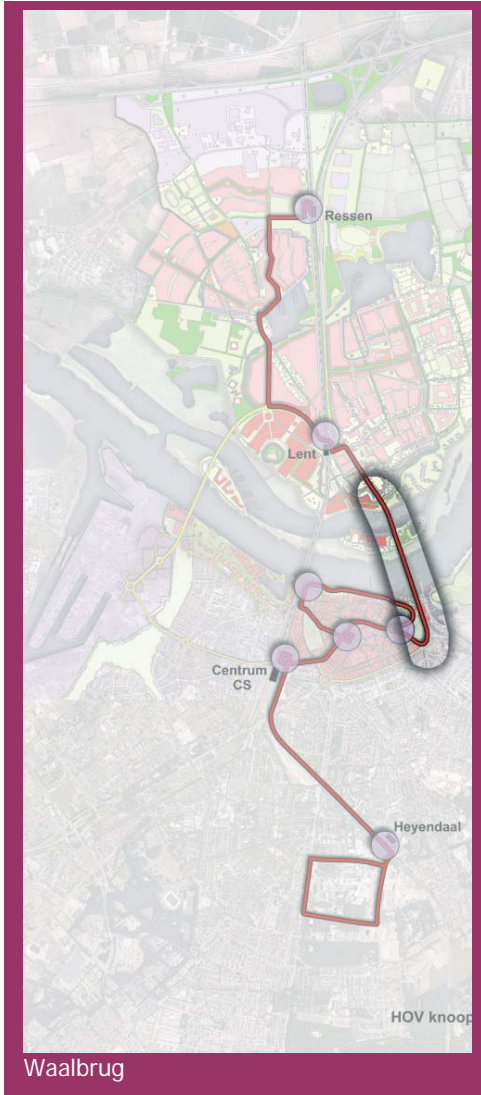 Ressen
Lent
Centrum
CS
Heyendaal
HOV knoop
Waalbrug